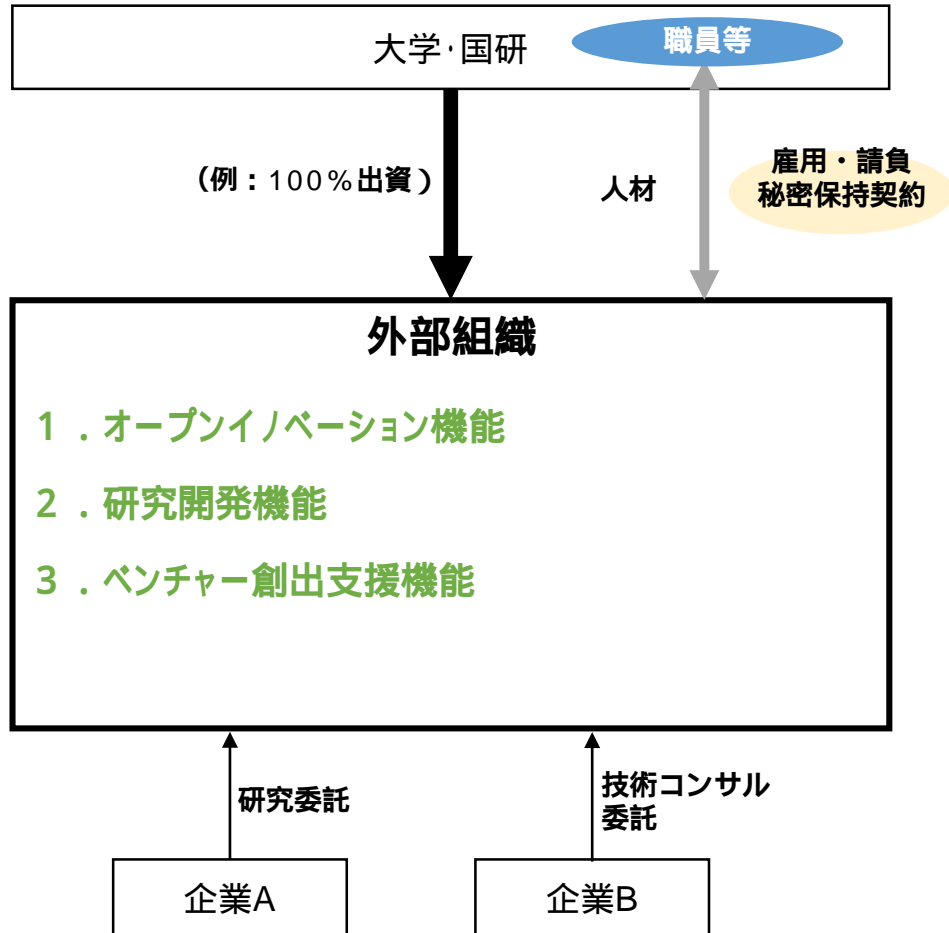 大学・国研
職員等
（例：100％出資）
人材
雇用・請負
秘密保持契約
外部組織
１．オープンイノベーション機能
２．研究開発機能
３．ベンチャー創出支援機能
研究委託
技術コンサル
委託
企業A
企業B